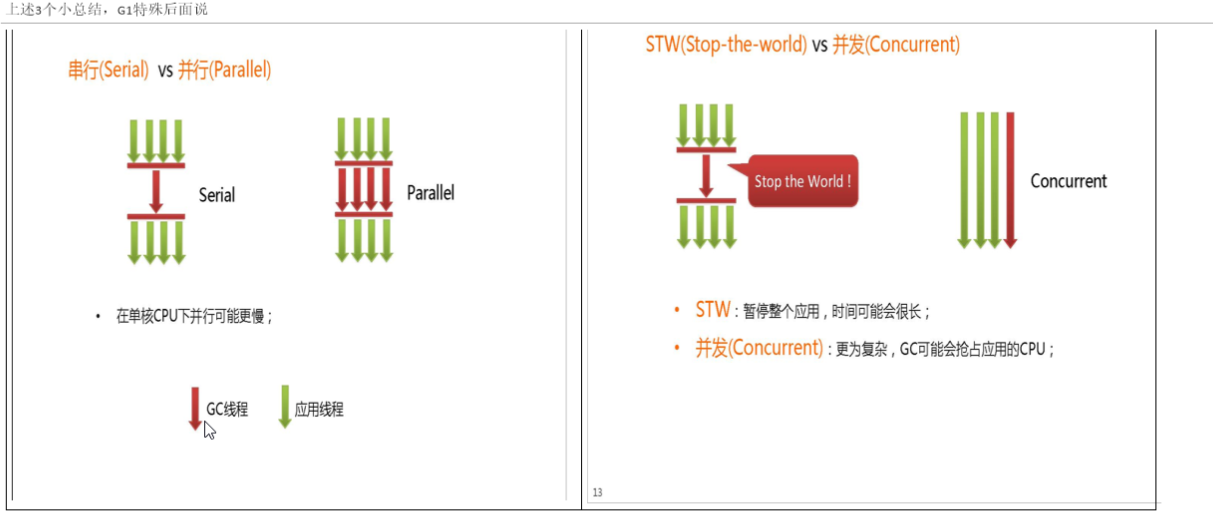 上述3个小总结，G1特殊后面说
串行(Serial) vs 并行(Parallel)
Serial
Parallel
• 在单核CPU下并行可能更慢；
GC线程
应用线程
STW(Stop-the-world) vs 并发(Concurrent)
Stop the World！
Concurrent
• STW：暂停整个应用，时间可能会很长；
• 并发(Concurrent)：更为复杂，GC可能会抢占应用的CPU；
13